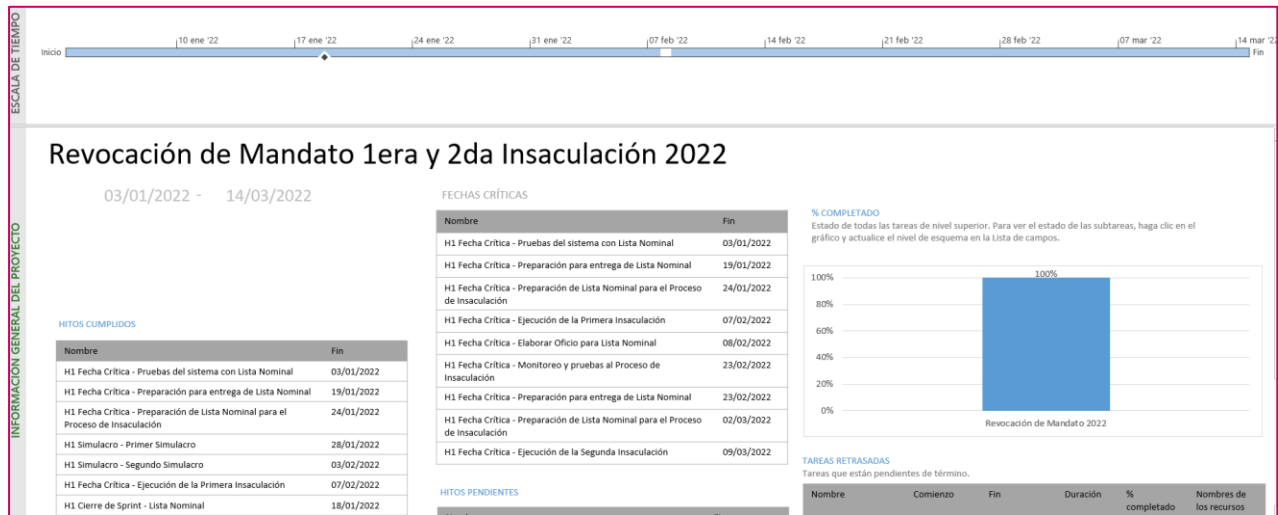 ESCALA DE TIEMPO
10 ene '22
17 ene '22
24 ene '22
31 ene '22
07 feb '22
14 feb '22
21 feb '22
28 feb '22
07 mar '22
14 mar '22
Inicio
Fin
INFORMACIÓN GENERAL DEL PROYECTO
Revocación de Mandato 1era y 2da Insaculación 2022
03/01/2022 - 14/03/2022
HITOS CUMPLIDOS
Nombre Fin
H1 Fecha Crítica - Pruebas del sistema con Lista Nominal 03/01/2022
H1 Fecha Crítica - Preparación para entrega de Lista Nominal 19/01/2022
H1 Fecha Crítica - Preparación de Lista Nominal para el 24/01/2022
Proceso de Insaculación
H1 Simulacro - Primer Simulacro 28/01/2022
H1 Simulacro - Segundo Simulacro 03/02/2022
H1 Fecha Crítica - Ejecución de la Primera Insaculación 07/02/2022
H1 Cierre de Sprint - Lista Nominal 18/01/2022
FECHAS CRÍTICAS
Nombre Fin
H1 Fecha Crítica - Pruebas del sistema con Lista Nominal 03/01/2022
H1 Fecha Crítica - Preparación para entrega de Lista Nominal 19/01/2022
H1 Fecha Crítica - Preparación de Lista Nominal para el Proceso 24/01/2022
de Insaculación
H1 Fecha Crítica - Ejecución de la Primera Insaculación 07/02/2022
H1 Fecha Crítica - Elaborar Oficio para Lista Nominal 08/02/2022
H1 Fecha Crítica - Monitoreo y pruebas al Proceso de 23/02/2022
Insaculación
H1 Fecha Crítica - Preparación para entrega de Lista Nominal 23/02/2022
H1 Fecha Crítica - Preparación de Lista Nominal para el Proceso 02/03/2022
de Insaculación
H1 Fecha Crítica - Ejecución de la Segunda Insaculación 09/03/2022
HITOS PENDIENTES
% COMPLETADO
Estado de todas las tareas de nivel superior. Para ver el estado de las subtareas, haga clic en el
gráfico y actualice el nivel de esquema en la Lista de campos.
100%
100%
80%
60%
40%
20%
0%
Revocación de Mandato 2022
TAREAS RETRASADAS
Tareas que están pendientes de término.
Nombre Comienzo Fin Duración % Nombres de
completado los recursos